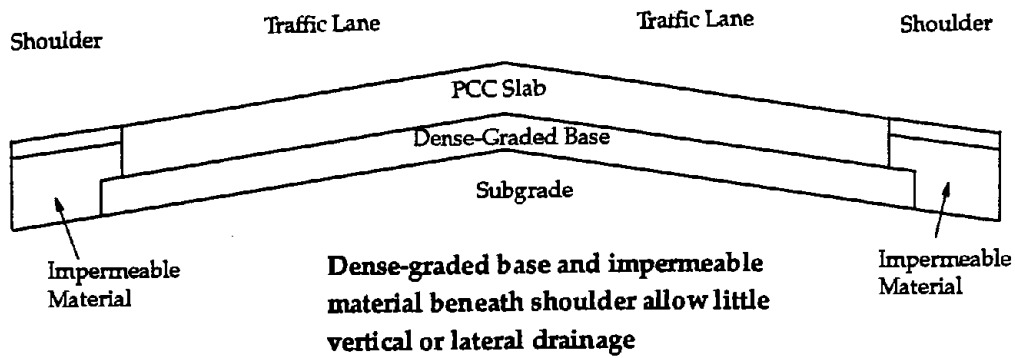 Shoulder
Traffic Lane
Traffic Lane
Shoulder
PCC Slab
Dense-Graded Base
Subgrade
Impermeable
Material
Dense-graded base and impermeable
material beneath shoulder allow little
vertical or lateral drainage
Impermeable
Material